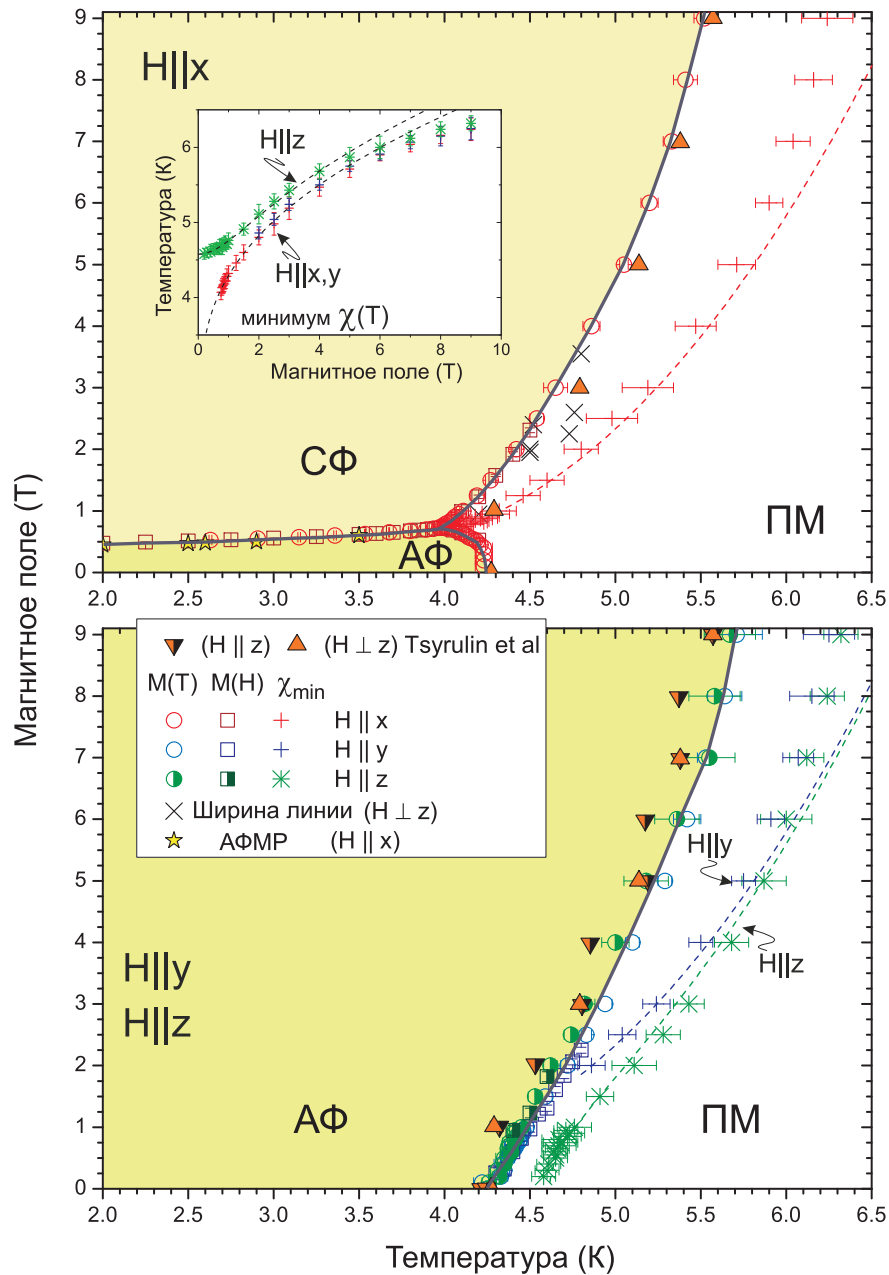 9
8
7
6
5
4
3
2
1
0
H||x
6
5
4
0 2 4 6 8 10
Температура (К)
Магнитное поле (Т)
H||z
H||x,y
минимум χ(T)
СФ
АФ
ПМ
2.0 2.5 3.0 3.5 4.0 4.5 5.0 5.5 6.0 6.5
Магнитное поле (Т)
9
8
7
6
5
4
3
2
1
0
(H || z) (H ⊥ z) Tsyrulin et al
M(T) M(H) χmin
H || x
H || y
H || z
Ширина линии (H ⊥ z)
АФМР (H || x)
H||y
H||z
H||y
H||z
АФ
ПМ
2.0 2.5 3.0 3.5 4.0 4.5 5.0 5.5 6.0 6.5
Температура (К)